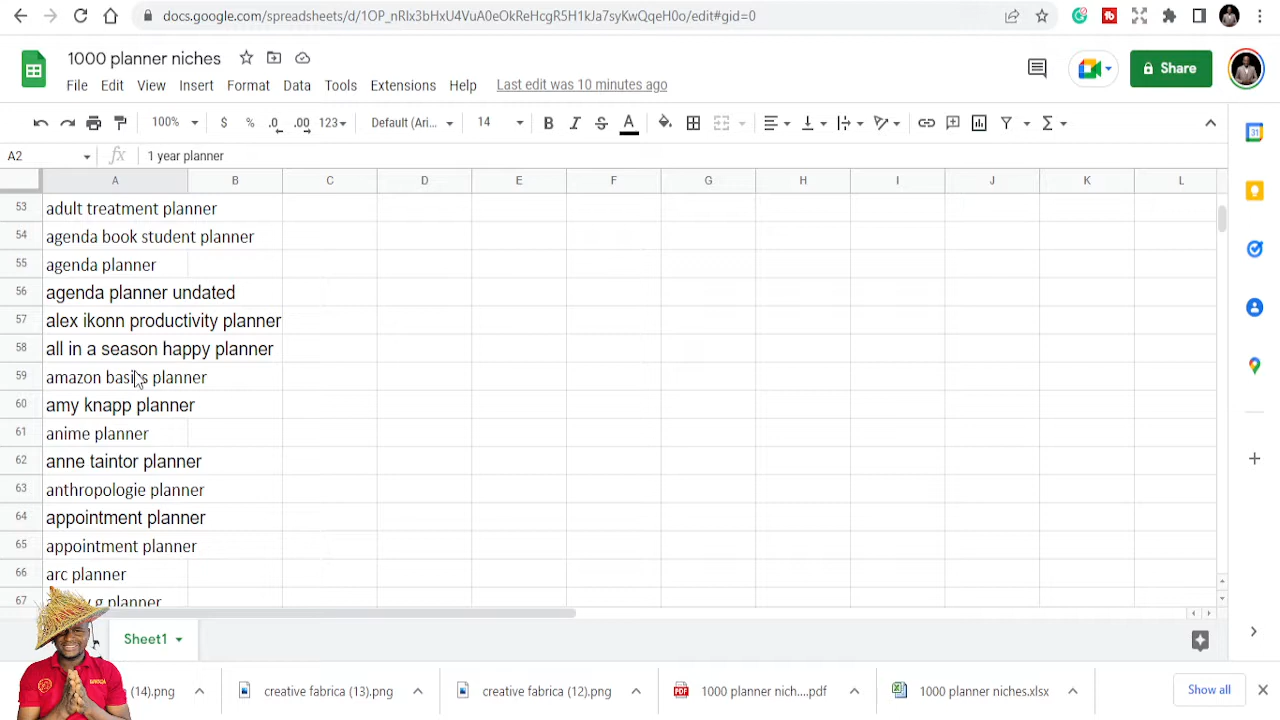 docs.google.com/spreadsheets/d/1OP_nRIx3bHxU4VuA0eOkReHcgR5H1kJa7syKwQqeH0o/edit#gid=0
1000 planner niches
File Edit View Insert Format Data Tools Extensions Help Last edit was 10 minutes ago
Share
100% $ % .0 .00 123 Default (Ari... 14 B I S A
A2 fx 1 year planner
A B C D E F G H I J K L
53 adult treatment planner
54 agenda book student planner
55 agenda planner
56 agenda planner undated
57 alex ikonn productivity planner
58 all in a season happy planner
59 amazon basics planner
60 amy knapp planner
61 anime planner
62 anne taintor planner
63 anthropologie planner
64 appointment planner
65 appointment planner
66 arc planner
67 g planner
Sheet1
(14).png creative fabrica (13).png creative fabrica (12).png 1000 planner nich....pdf 1000 planner niches.xlsx Show all